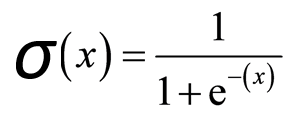 σ(x) = 1 / (1 + e^{-(x)})